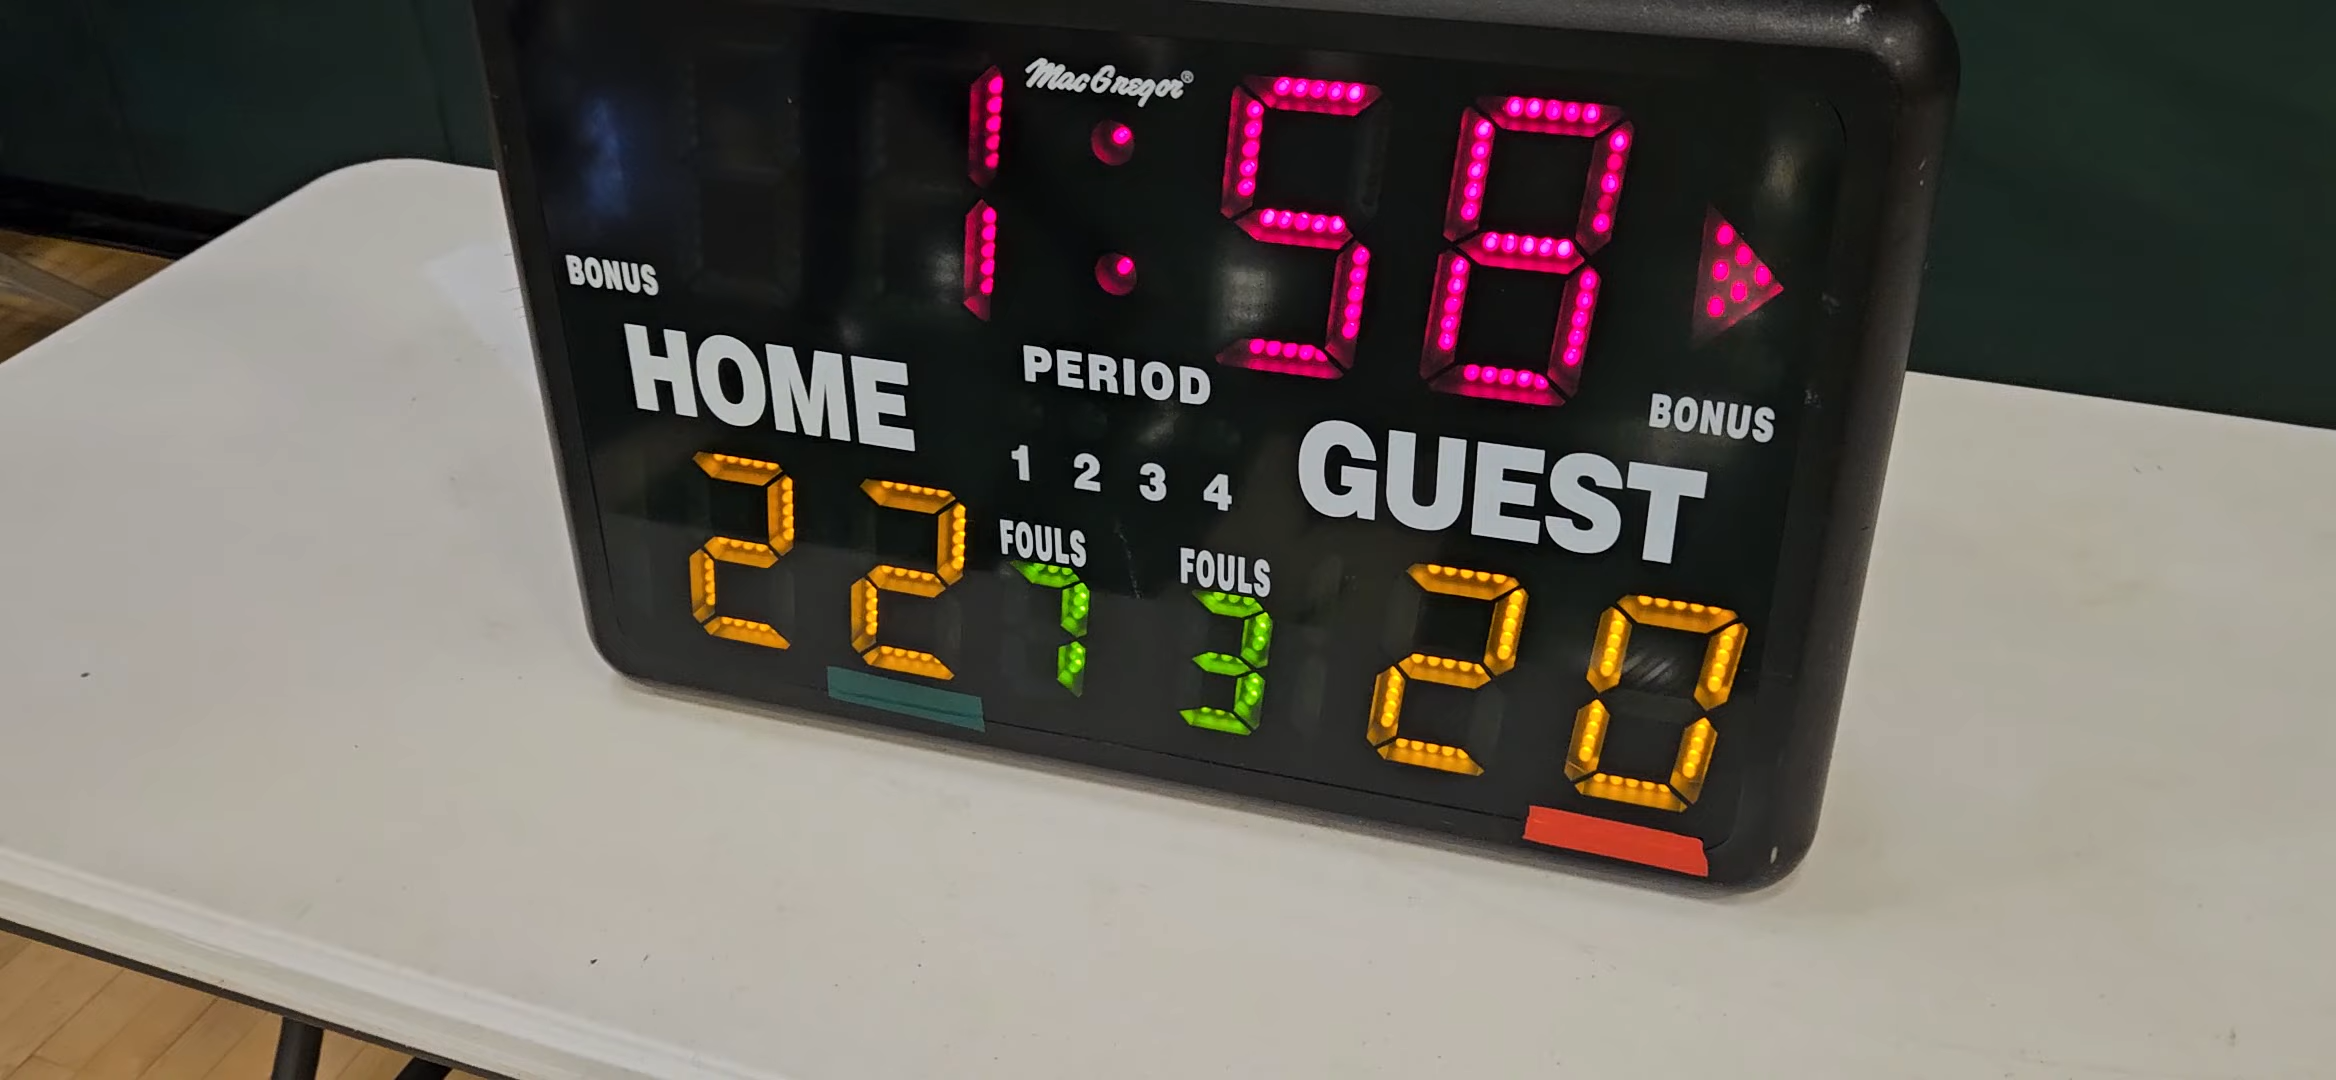 MacGregor®
1:58
BONUS
PERIOD
BONUS
HOME
1 2 3 4
GUEST
FOULS
FOULS
22
7
3
20